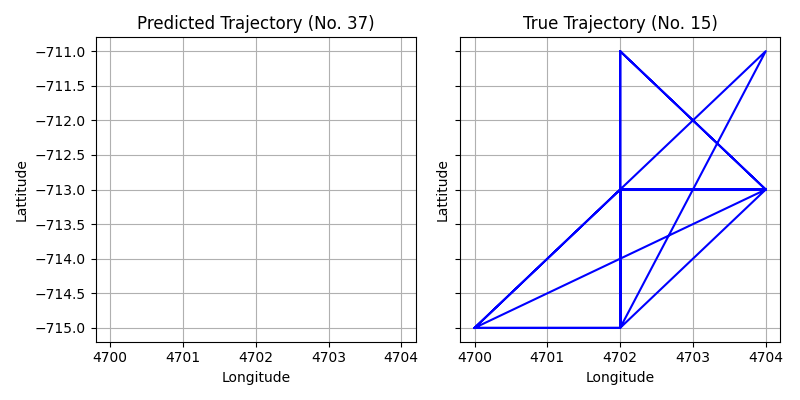 Predicted Trajectory (No. 37)
True Trajectory (No. 15)
Lattitude
−711.0
−711.5
−712.0
−712.5
−713.0
−713.5
−714.0
−714.5
−715.0
4700 4701 4702 4703 4704
Longitude
Lattitude
4700 4701 4702 4703 4704
Longitude